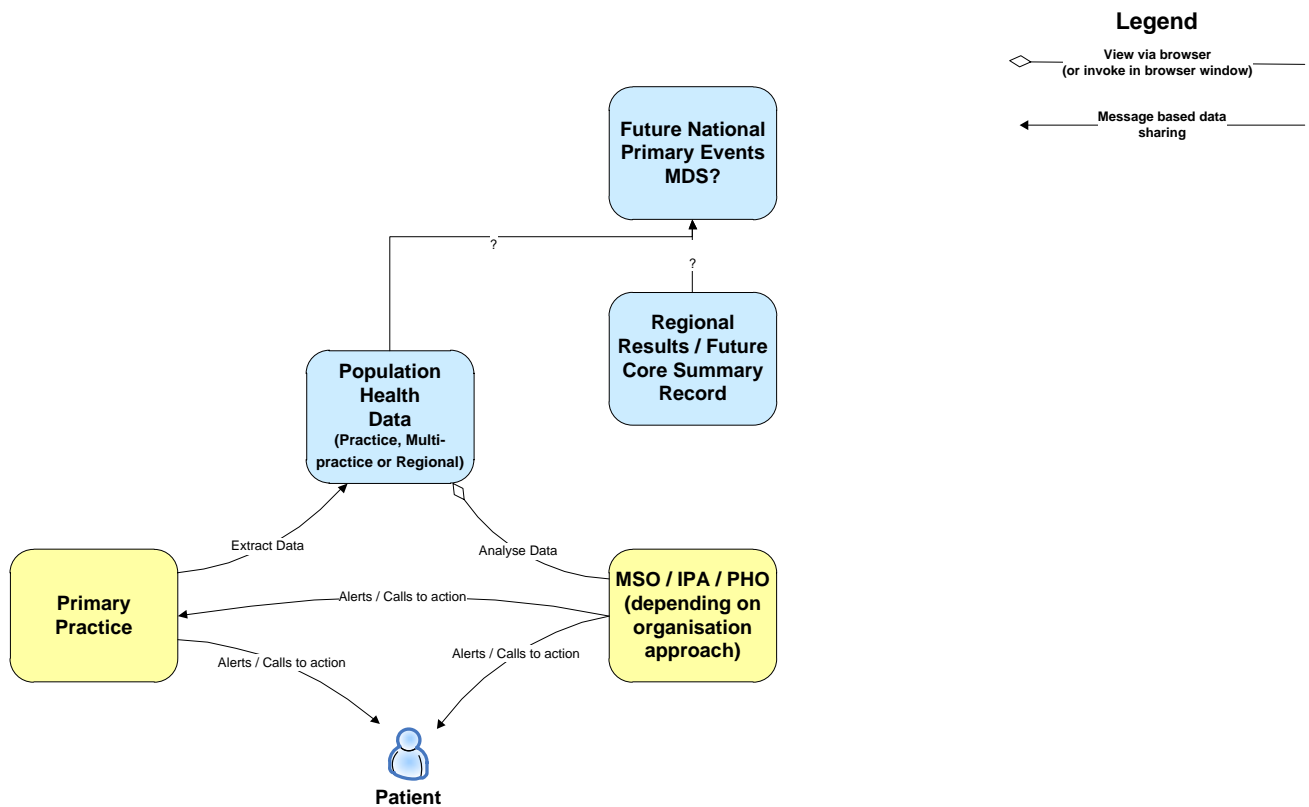 Legend
View via browser
(or invoke in browser window)
Message based data
sharing
Future National
Primary Events
MDS?
?
?
Regional
Results / Future
Core Summary
Record
Population
Health
Data
(Practice, Multi-
practice or Regional)
Extract Data
Analyse Data
Primary
Practice
Alerts / Calls to action
MSO / IPA / PHO
(depending on
organisation
approach)
Alerts / Calls to action
Alerts / Calls to action
Patient